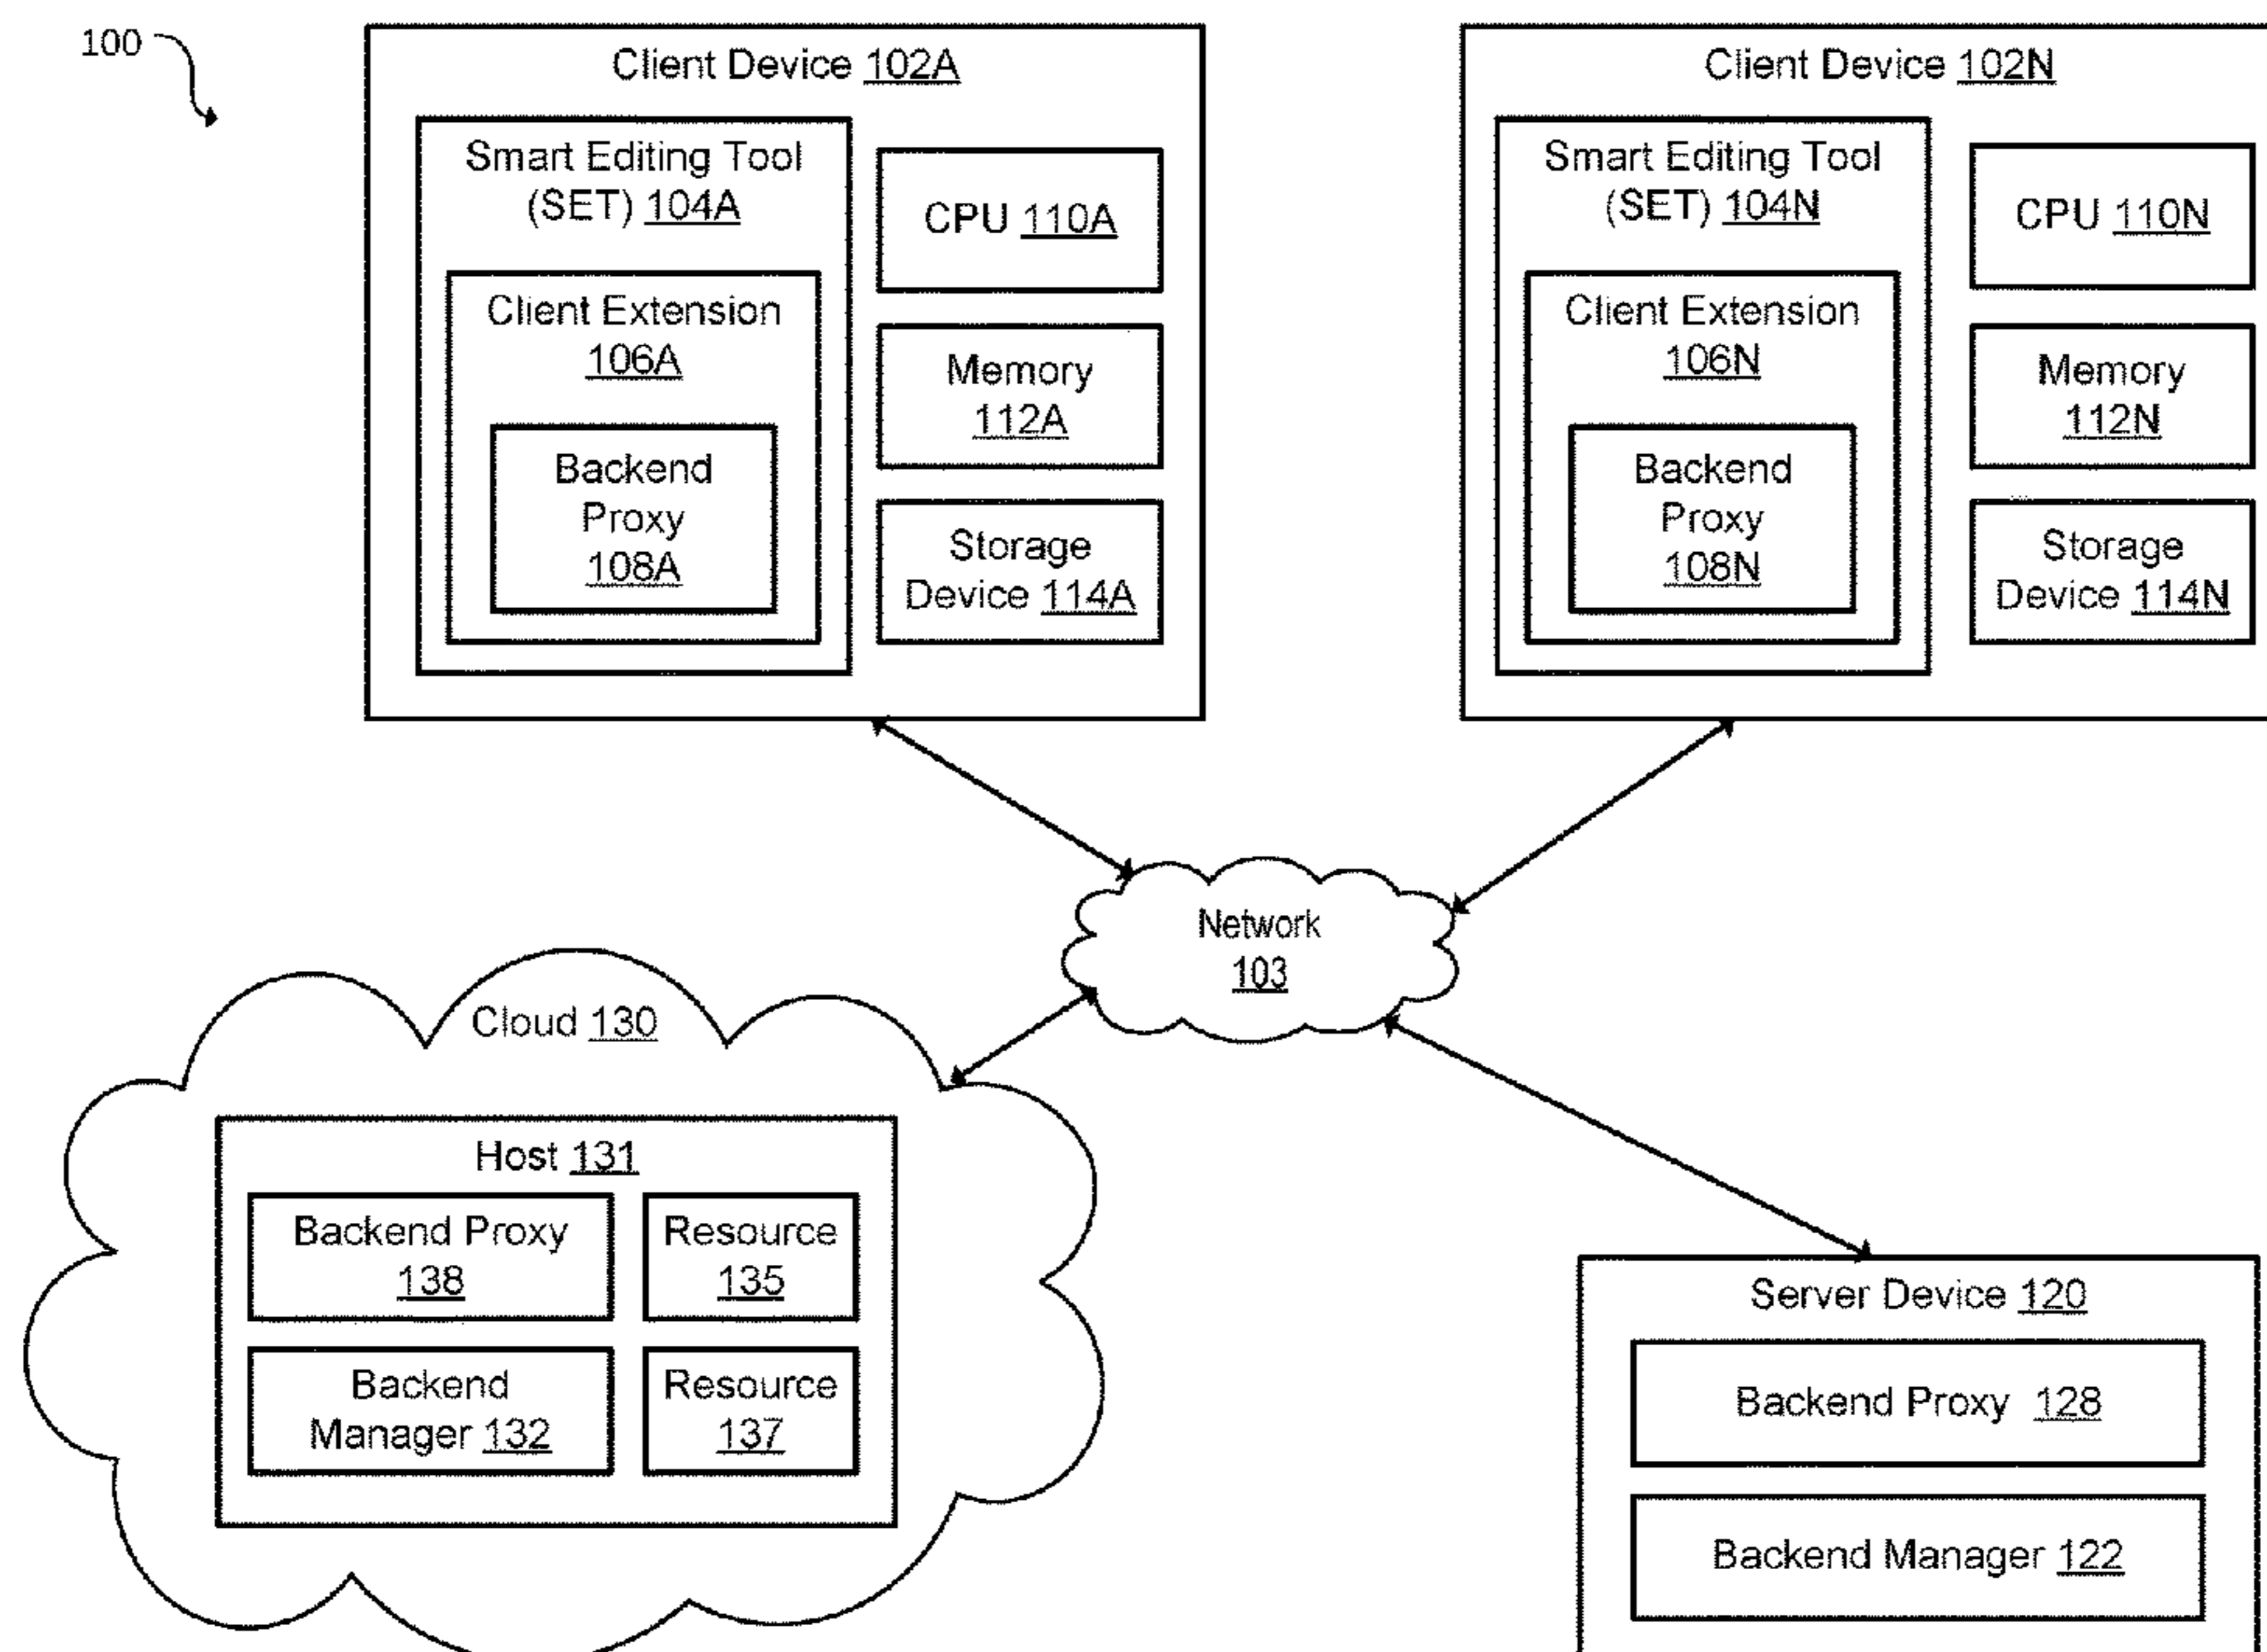 100
Client Device 102A
Smart Editing Tool
(SET) 104A
Client Extension
106A
Backend
Proxy
108A
CPU 110A
Memory
112A
Storage
Device 114A
Client Device 102N
Smart Editing Tool
(SET) 104N
Client Extension
106N
Backend
Proxy
108N
CPU 110N
Memory
112N
Storage
Device 114N
Network
103
Cloud 130
Host 131
Backend Proxy
138
Resource
135
Backend
Manager 132
Resource
137
Server Device 120
Backend Proxy 128
Backend Manager 122